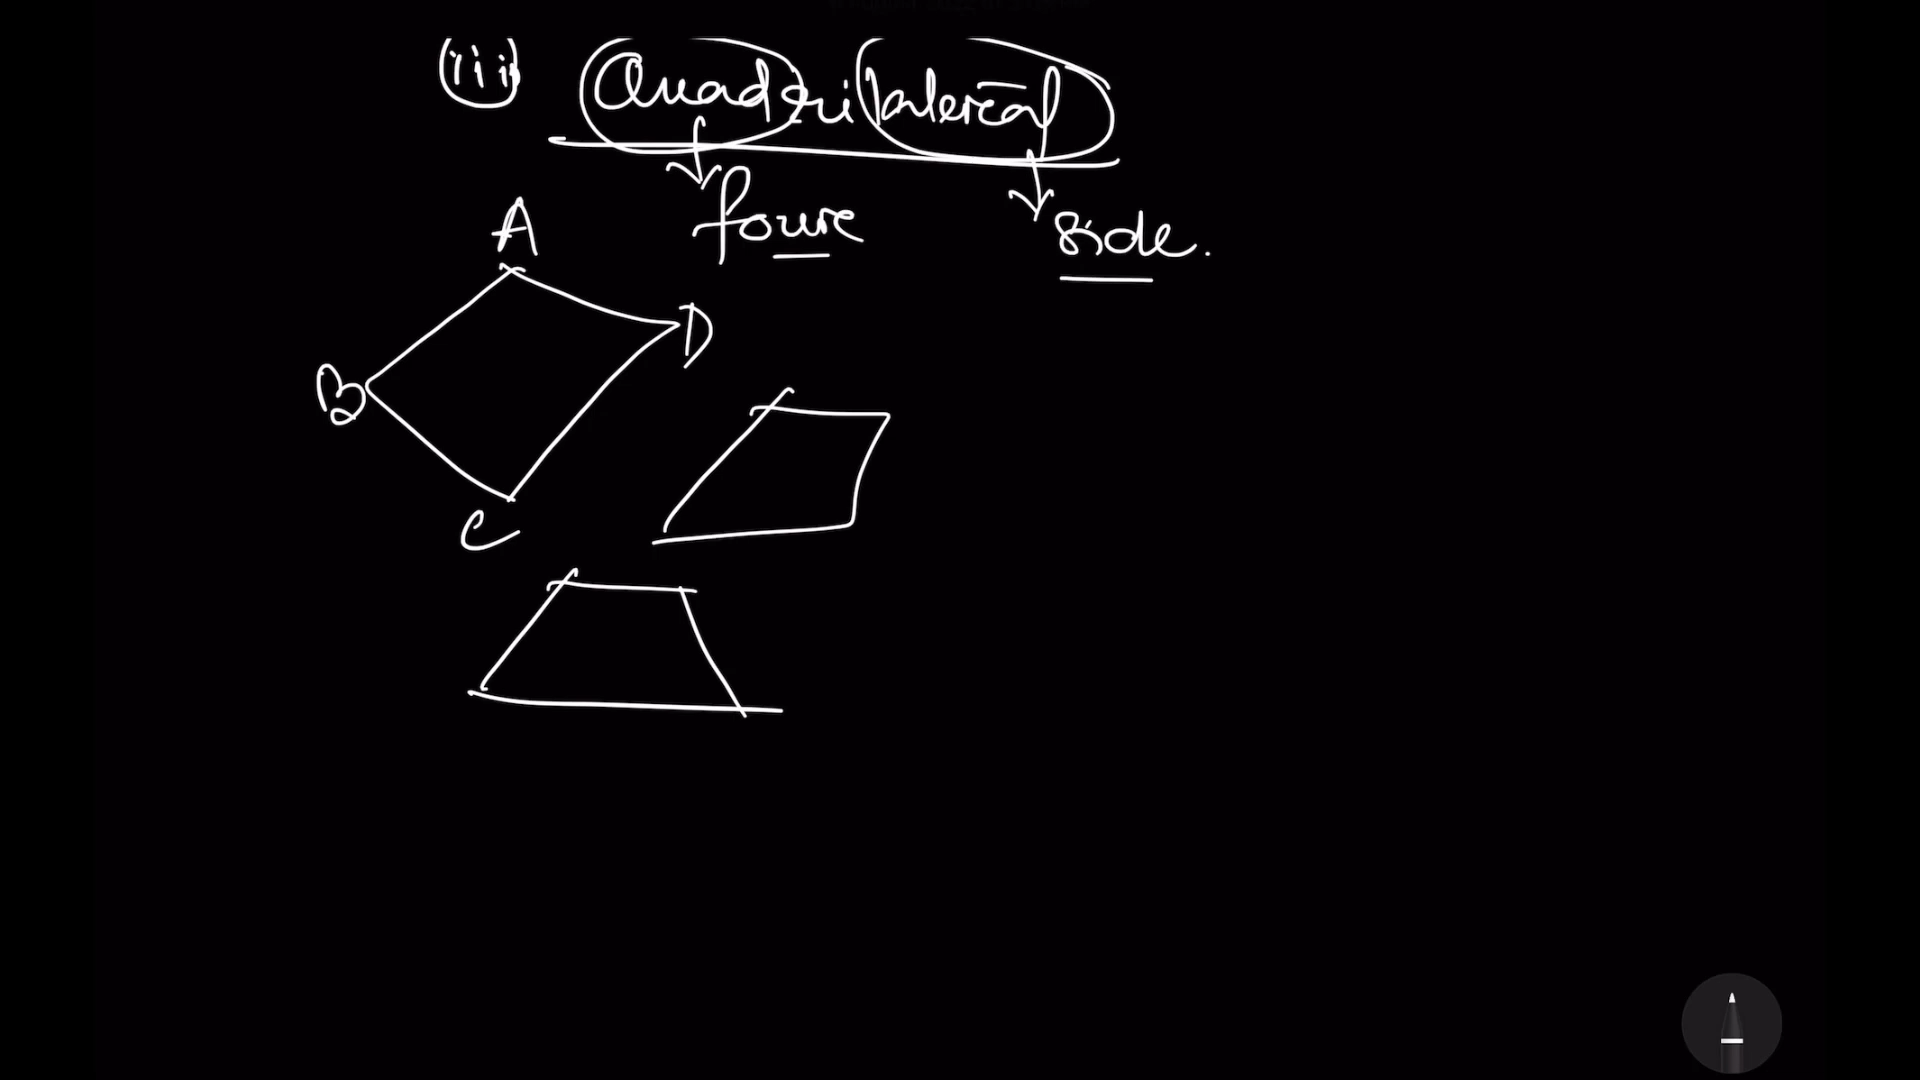 (iii) Quadrilateral
four side.
A
D
B
C